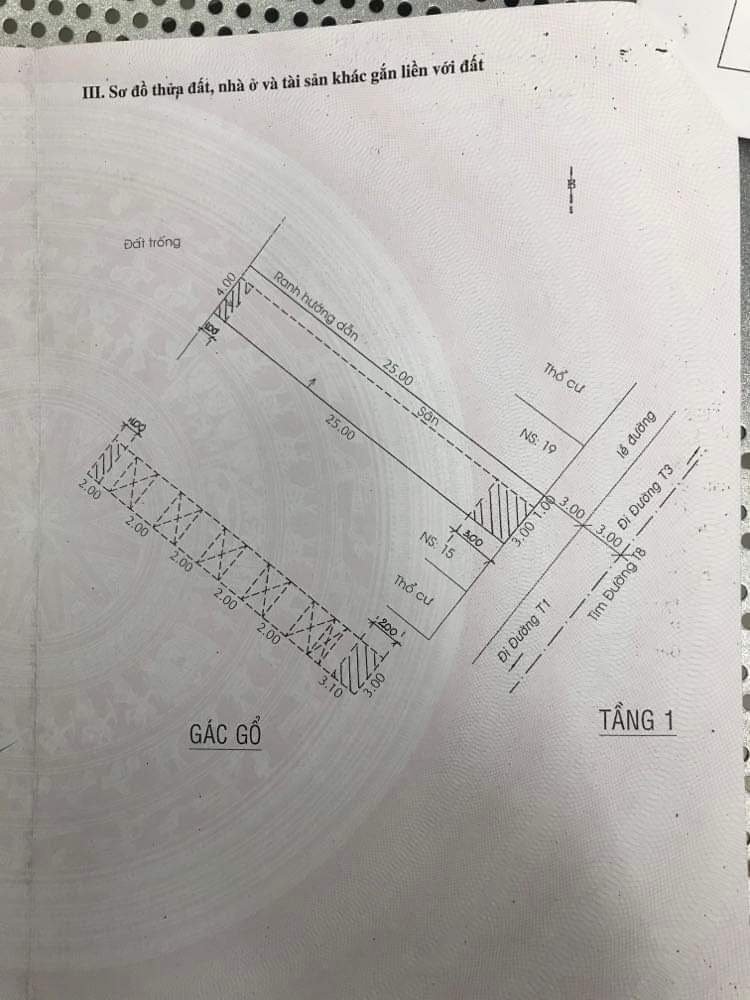 III. Sơ đồ thửa đất, nhà ở và tài sản khác gắn liền với đất
B
Đất trống
4.00
Ranh hướng dẫn
25.00
1.00
Sân
25.00
Thổ cư
NS: 19
lề đường
Đi Đường T3
3.00
3.00
1.00
3.00
3.00
NS: 15
Thổ cư
Tim Đường T8
Đi Đường T1
1.00
2.00
2.00
2.00
2.00
2.00
3.10
3.00
2.00
GÁC GỔ
TẦNG 1